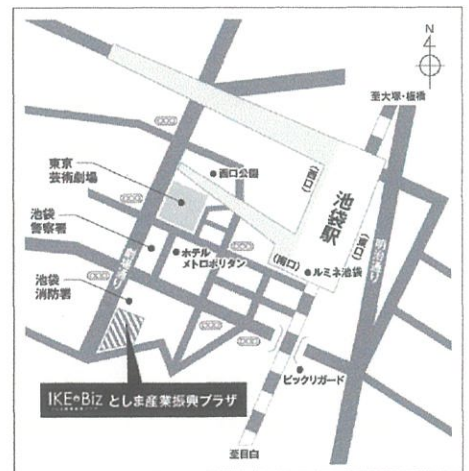 N
至大塚・板橋
東京
芸術劇場
西口公園
(西口)
池袋駅
明治通り
(東口)
池袋
警察署
ホテル
メトロポリタン
(南口)
ルミネ池袋
劇場通り
池袋
消防署
ビックリガード
IKE・Biz としま産業振興プラザ
至目白